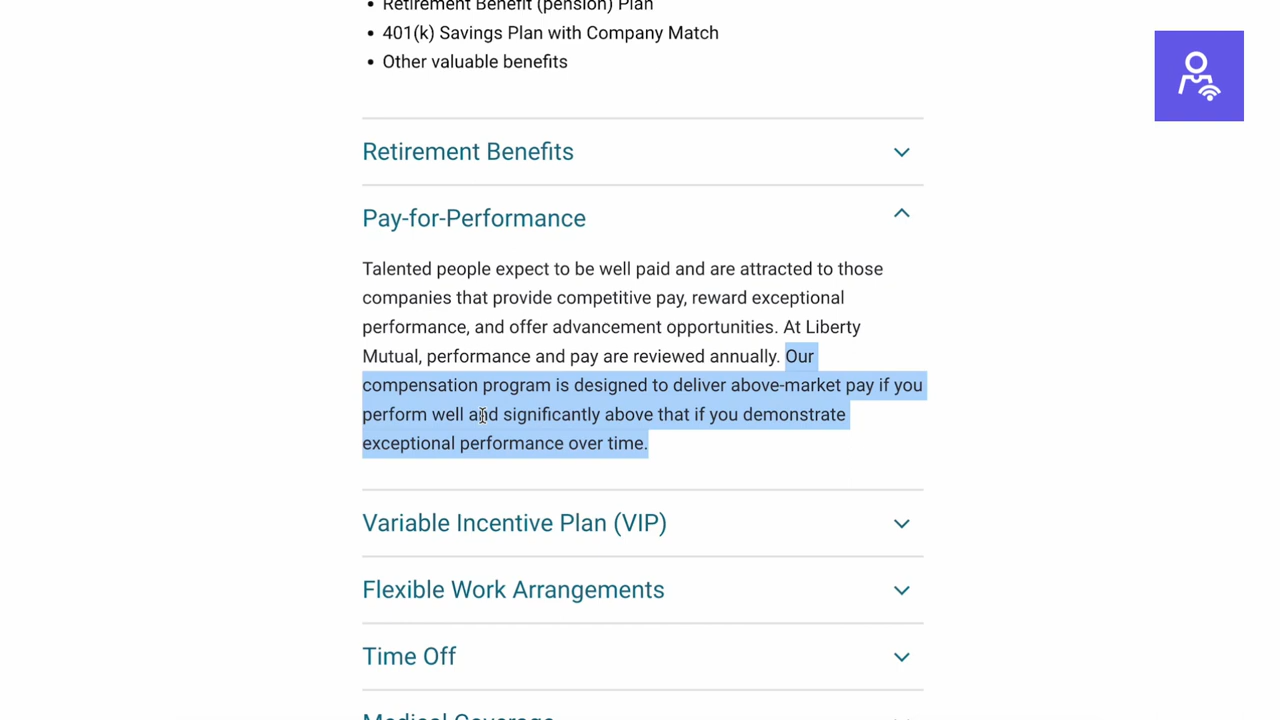 Retirement Benefit (pension) Plan
401(k) Savings Plan with Company Match
Other valuable benefits
Retirement Benefits
Pay-for-Performance
Talented people expect to be well paid and are attracted to those
companies that provide competitive pay, reward exceptional
performance, and offer advancement opportunities. At Liberty
Mutual, performance and pay are reviewed annually. Our
compensation program is designed to deliver above-market pay if you
perform well and significantly above that if you demonstrate
exceptional performance over time.
Variable Incentive Plan (VIP)
Flexible Work Arrangements
Time Off
Medical Coverage